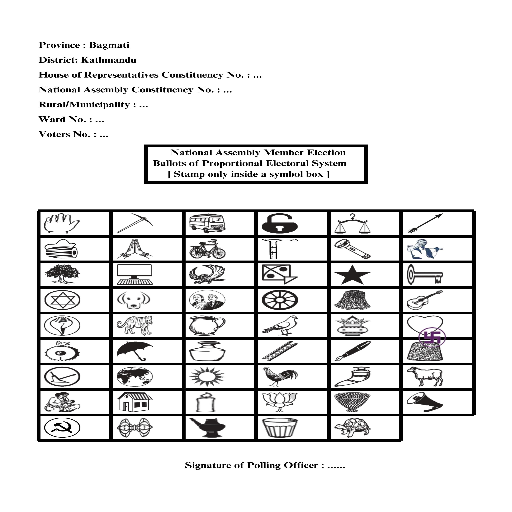 Province : Bagmati
District: Kathmandu
House of Representatives Constituency No. : ...
National Assembly Constituency No. : ...
Rural/Municipality : ...
Ward No. : ...
Voters No. : ...
National Assembly Member Election
Ballots of Proportional Electoral System
[ Stamp only inside a symbol box ]
Signature of Polling Officer : ......